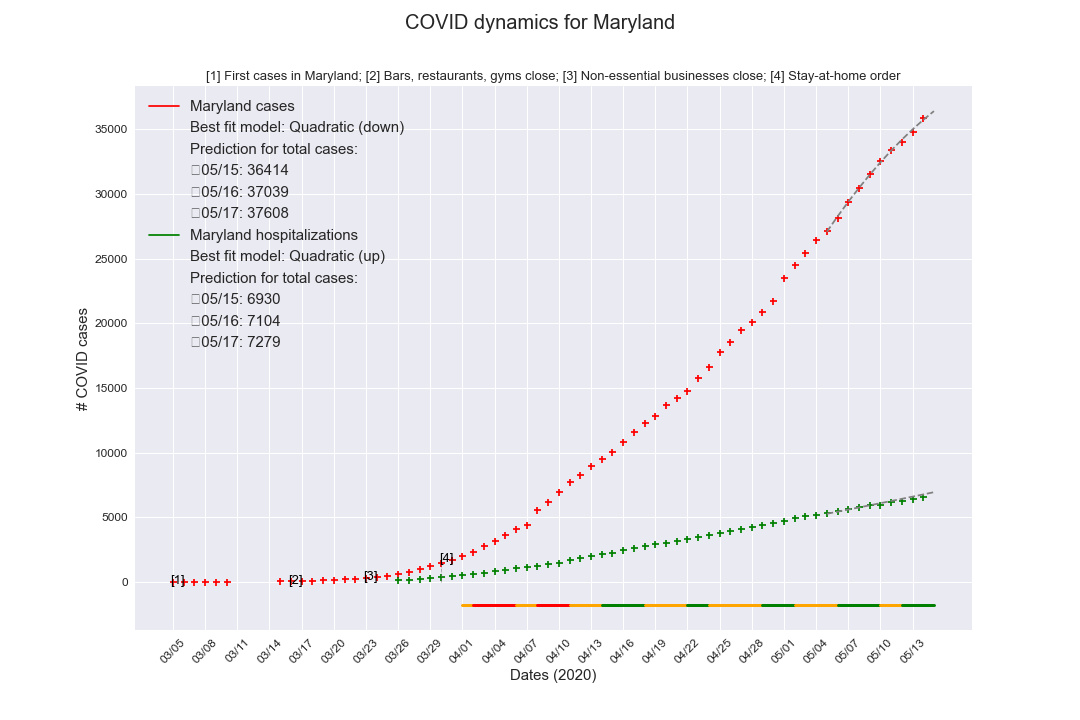 COVID dynamics for Maryland
[1] First cases in Maryland; [2] Bars, restaurants, gyms close; [3] Non-essential businesses close; [4] Stay-at-home order
Maryland cases
Best fit model: Quadratic (down)
Prediction for total cases:
05/15: 36414
05/16: 37039
05/17: 37608
Maryland hospitalizations
Best fit model: Quadratic (up)
Prediction for total cases:
05/15: 6930
05/16: 7104
05/17: 7279
# COVID cases
35000
30000
25000
20000
15000
10000
5000
0
[1]
[2]
[3]
[4]
03/05 03/08 03/11 03/14 03/17 03/20 03/23 03/26 03/29 04/01 04/04 04/07 04/10 04/13 04/16 04/19 04/22 04/25 04/28 05/01 05/04 05/07 05/10 05/13
Dates (2020)